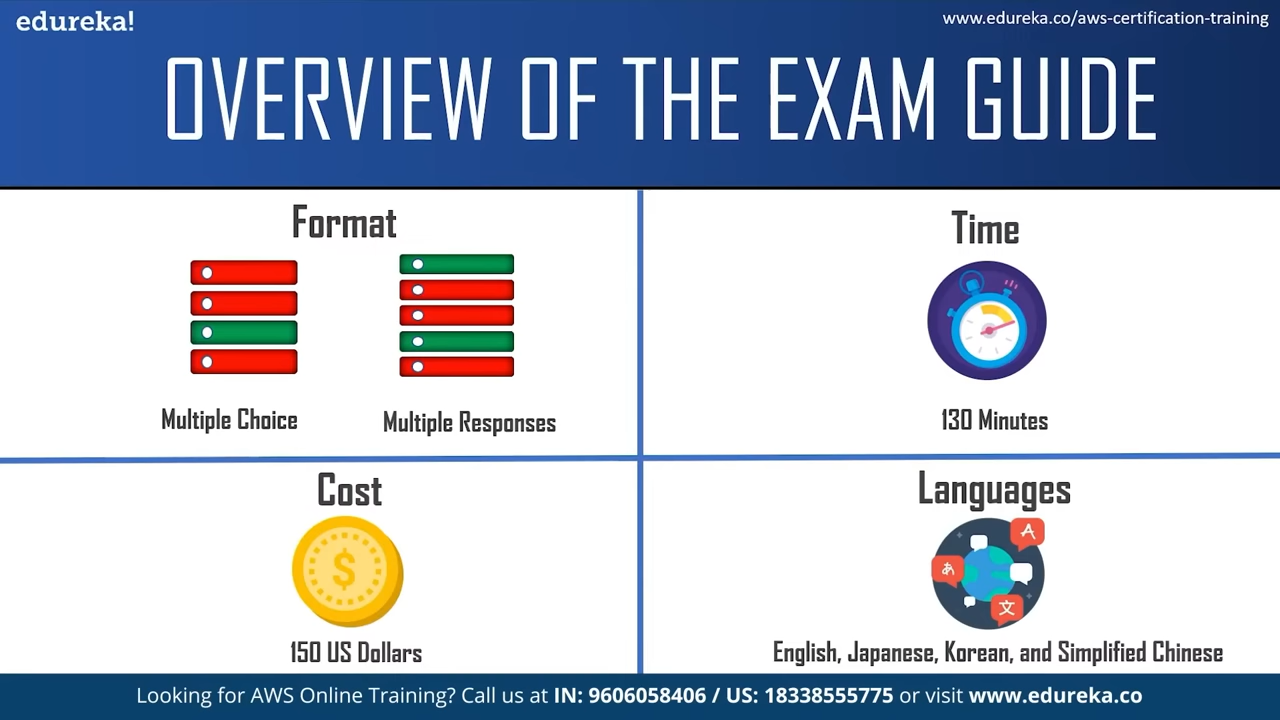 edureka!
www.edureka.co/aws-certification-training
OVERVIEW OF THE EXAM GUIDE
Format
Multiple Choice
Multiple Responses
Time
130 Minutes
Cost
$
150 US Dollars
Languages
A
あ
文
English, Japanese, Korean, and Simplified Chinese
Looking for AWS Online Training? Call us at IN: 9606058406 / US: 18338555775 or visit www.edureka.co